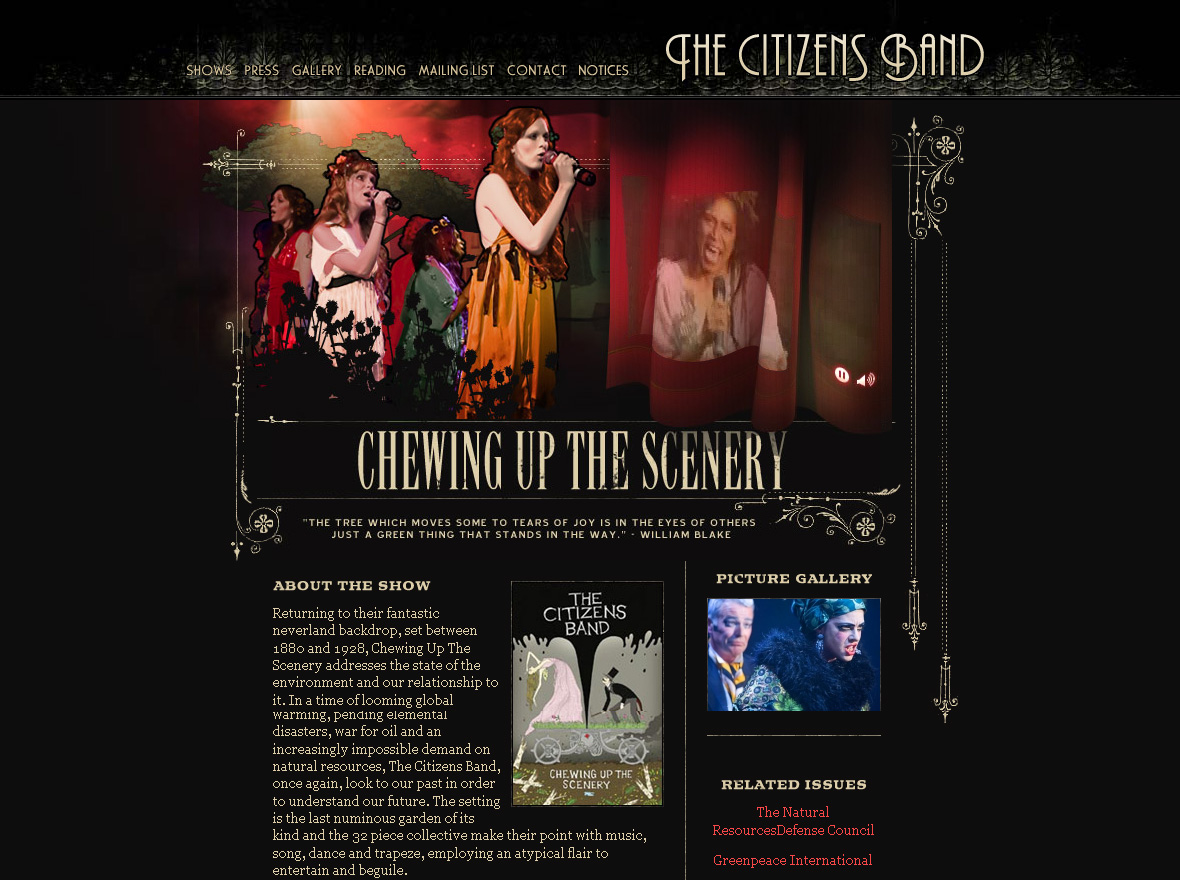 SHOWS PRESS GALLERY READING MAILING LIST CONTACT NOTICES
THE CITIZENS BAND
CHEWING UP THE SCENERY
"THE TREE WHICH MOVES SOME TO TEARS OF JOY IS IN THE EYES OF OTHERS
JUST A GREEN THING THAT STANDS IN THE WAY." - WILLIAM BLAKE
ABOUT THE SHOW
Returning to their fantastic
neverland backdrop, set between
1880 and 1928, Chewing Up The
Scenery addresses the state of the
environment and our relationship to
it. In a time of looming global
warming, pending elemental
disasters, war for oil and an
increasingly impossible demand on
natural resources, The Citizens Band,
once again, look to our past in order
to understand our future. The setting
is the last numinous garden of its
kind and the 32 piece collective make their point with music,
song, dance and trapeze, employing an atypical flair to
entertain and beguile.
THE
CITIZENS
BAND
CHEWING UP THE
SCENERY
PICTURE GALLERY
RELATED ISSUES
The Natural
ResourcesDefense Council
Greenpeace International